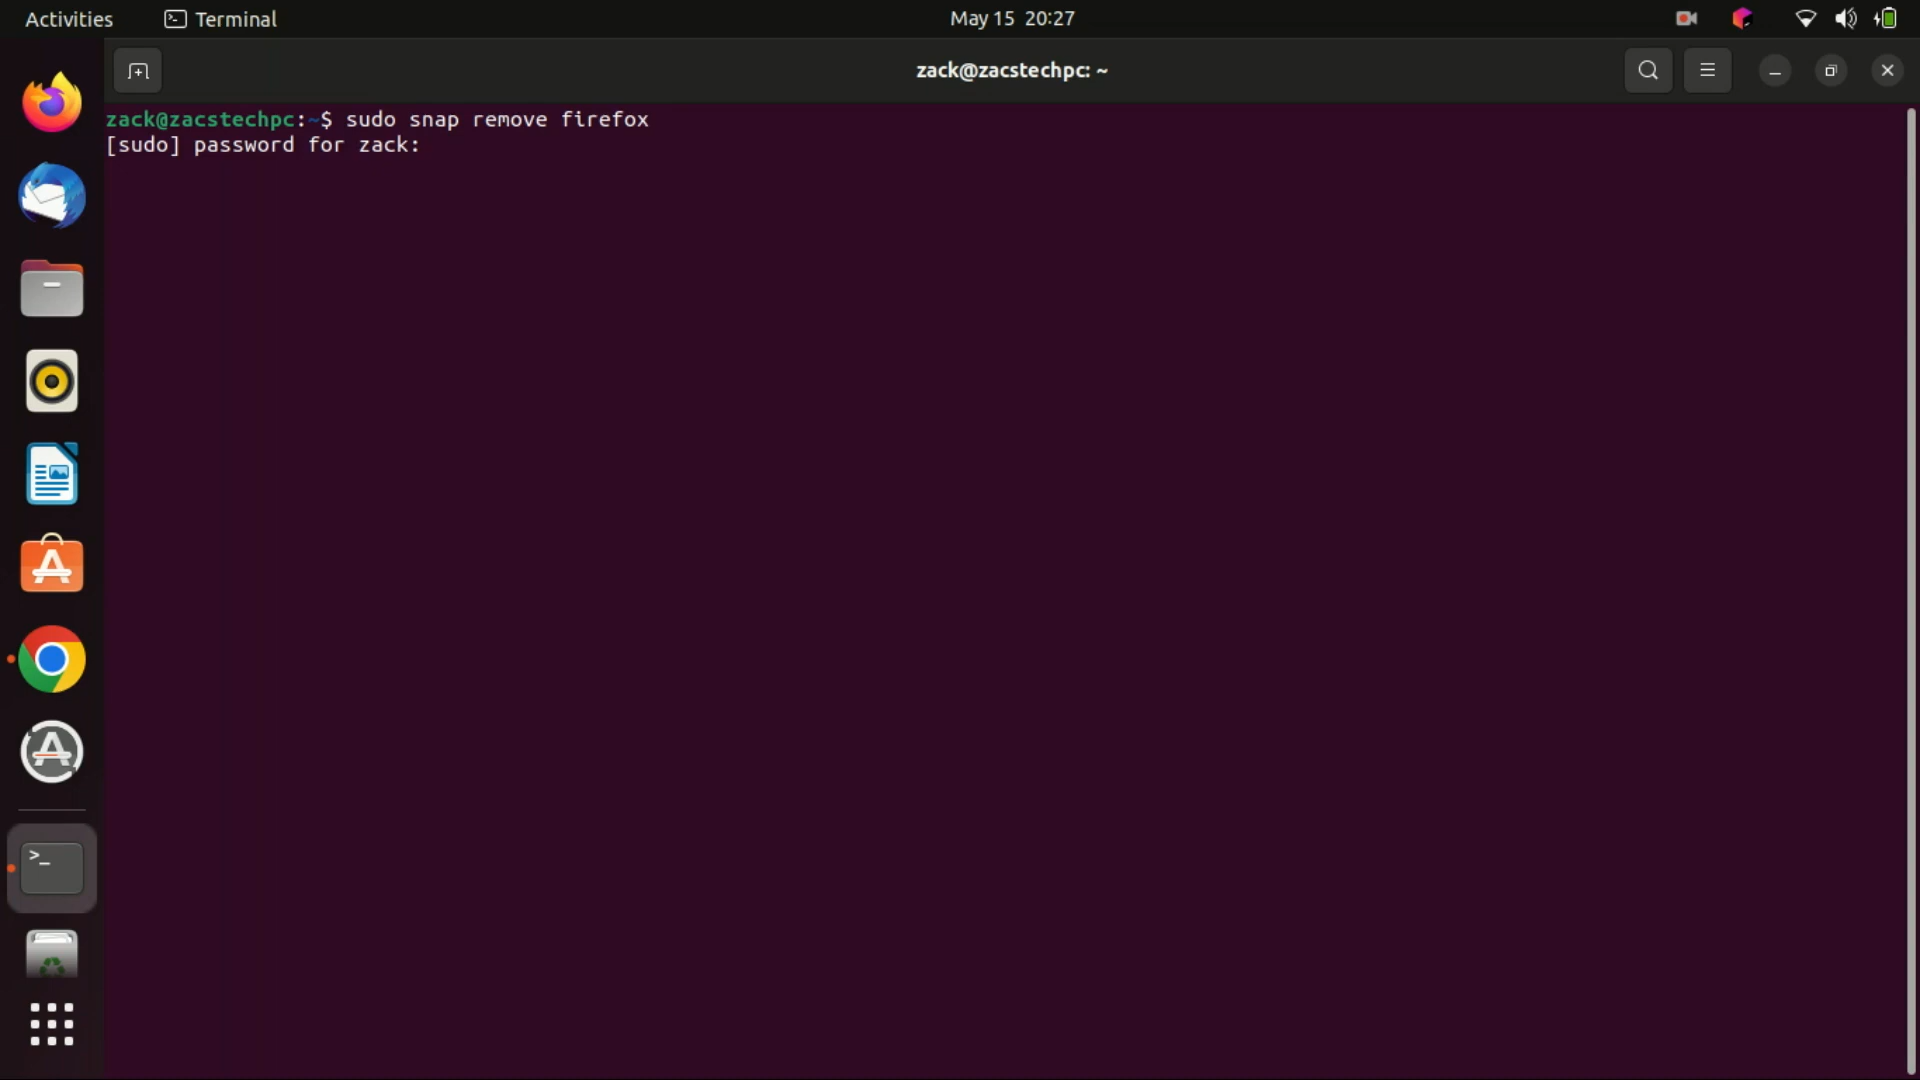 Activities Terminal May 15 20:27
zack@zacstechpc: ~
zack@zacstechpc:~$ sudo snap remove firefox
[sudo] password for zack:
>_